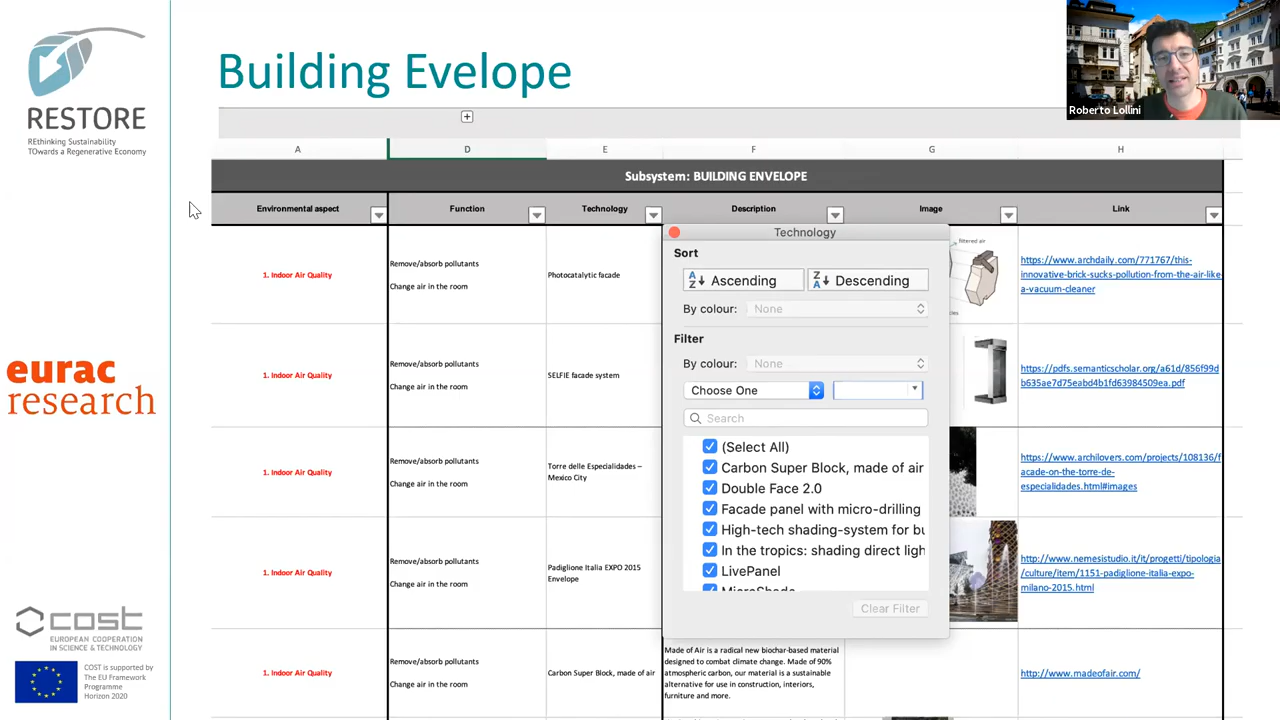 RESTORE
REthinking Sustainability
TOwards a Regenerative Economy
eurac
research
COST
EUROPEAN COOPERATION
IN SCIENCE & TECHNOLOGY
COST is supported by
The EU Framework
Programme
Horizon 2020
Building Evelope
Roberto Lollini
A D E F G H
Subsystem: BUILDING ENVELOPE
Environmental aspect Function Technology Description Image Link
1. Indoor Air Quality
Remove/absorb pollutants
Change air in the room
Photocatalytic facade
filtered air
https://www.archdaily.com/771767/this-
innovative-brick-sucks-pollution-from-the-air-like-
a-vacuum-cleaner
1. Indoor Air Quality
Remove/absorb pollutants
Change air in the room
SELFIE facade system
https://pdfs.semanticscholar.org/a61d/856f99d
b635ae7d75eabd4b1fd63984509ea.pdf
1. Indoor Air Quality
Remove/absorb pollutants
Change air in the room
Torre delle Especialidades –
Mexico City
https://www.archilovers.com/projects/108136/f
acade-on-the-torre-de-
especialidades.html#images
1. Indoor Air Quality
Remove/absorb pollutants
Change air in the room
Padiglione Italia EXPO 2015
Envelope
http://www.nemesistudio.it/it/progetti/tipologia
/culture/item/1151-padiglione-italia-expo-
milano-2015.html
1. Indoor Air Quality
Remove/absorb pollutants
Change air in the room
Carbon Super Block, made of air
Made of Air is a radical new biochar-based material
designed to combat climate change. Made of 90%
atmospheric carbon, our material is a sustainable
alternative for use in construction, interiors,
furniture and more.
http://www.madeofair.com/
Technology
Sort
Ascending Descending
By colour: None
Filter
By colour: None
Choose One
Search
(Select All)
Carbon Super Block, made of air
Double Face 2.0
Facade panel with micro-drilling
High-tech shading-system for bu
In the tropics: shading direct ligh
LivePanel
MicroShade
Clear Filter